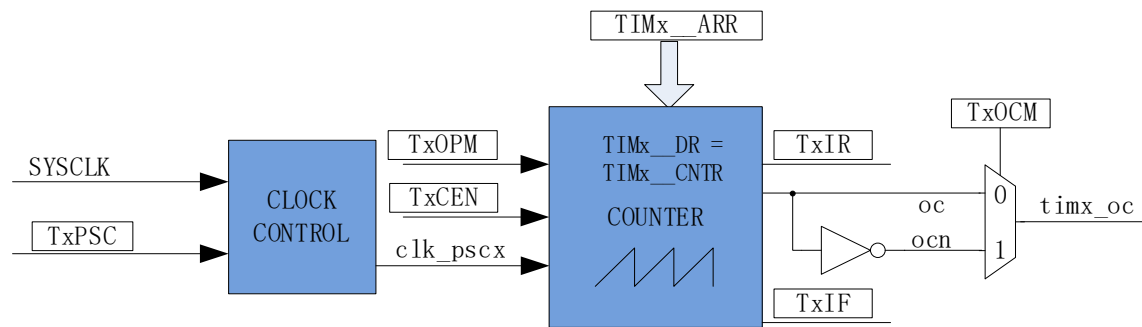 TIMx__ARR
SYSCLK
TxPSC
CLOCK
CONTROL
TxOPM
TxCEN
clk_pscx
TIMx__DR =
TIMx__CNTR
COUNTER
TxIR
TxIF
oc
ocn
TxOCM
0
1
timx_oc